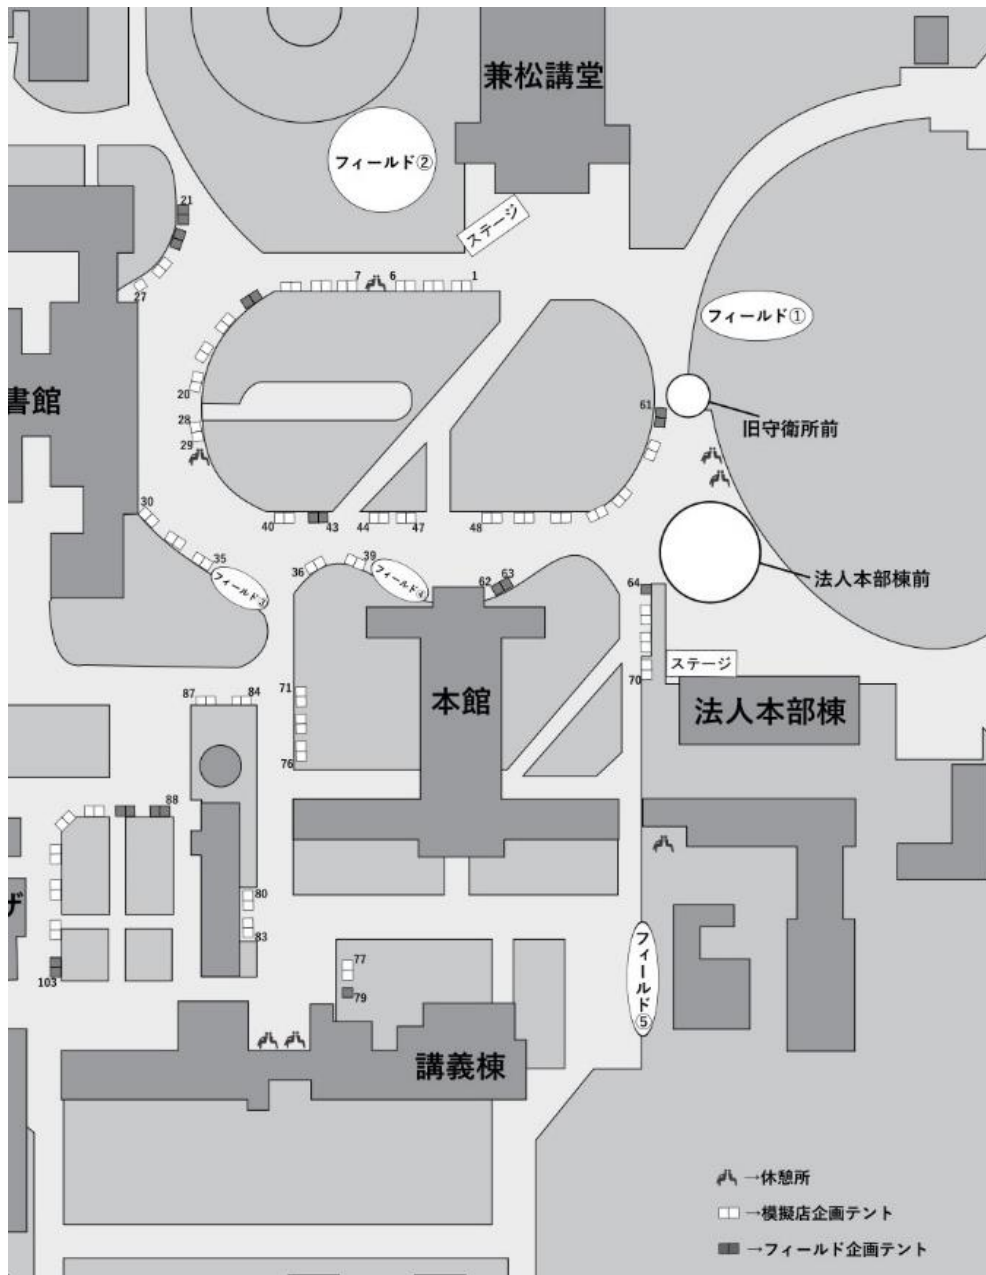 兼松講堂
フィールド②
ステージ
21
27
7
6
1
フィールド①
書館
20
28
29
61
旧守衛所前
30
40
43
44
47
48
35
フィールド③
36
39
フィールド④
62
63
64
法人本部棟前
ステージ
70
87
84
71
76
本館
法人本部棟
88
ザ
80
83
103
77
79
フィールド⑤
講義棟
→休憩所
→模擬店企画テント
→フィールド企画テント